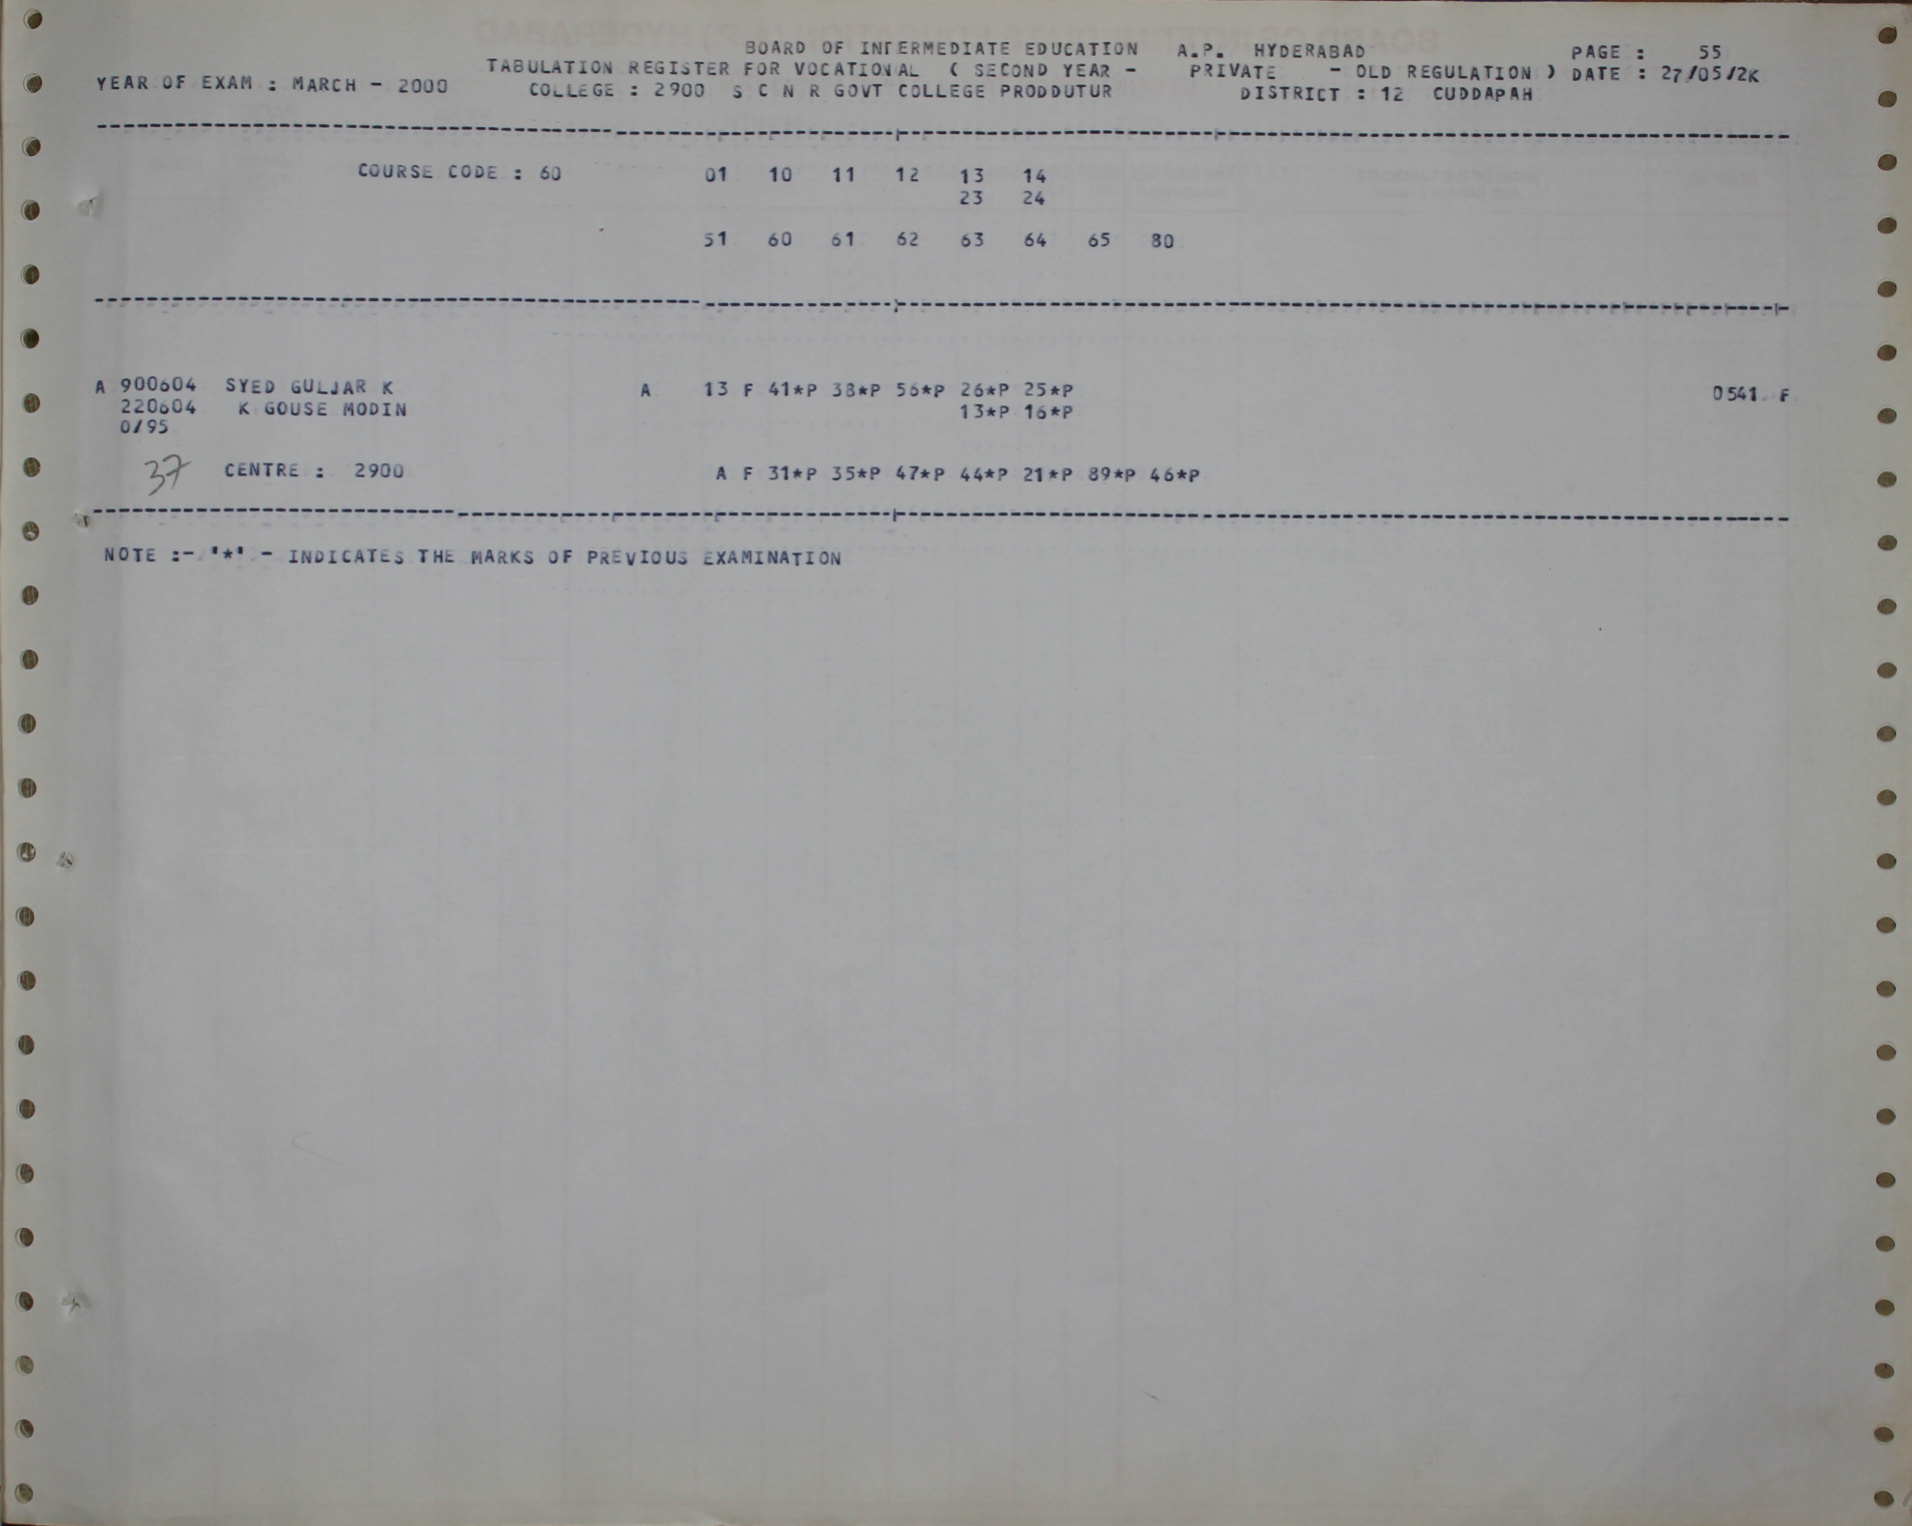 BOARD OF INTERMEDIATE EDUCATION A.P. HYDERABAD PAGE : 55
TABULATION REGISTER FOR VOCATIONAL ( SECOND YEAR - PRIVATE - OLD REGULATION ) DATE : 27/05/2K
YEAR OF EXAM : MARCH - 2000 COLLEGE : 2900 S C N R GOVT COLLEGE PRODDUTUR DISTRICT : 12 CUDDAPAH
COURSE CODE : 60 01 10 11 12 13 14
23 24
51 60 61 62 63 64 65 80
A 900604 SYED GULJAR K A 13 F 41*P 38*P 56*P 26*P 25*P 0541 F
220604 K GOUSE MODIN 13*P 16*P
0/95
37 CENTRE : 2900 A F 31*P 35*P 47*P 44*P 21*P 89*P 46*P
NOTE :- '*' - INDICATES THE MARKS OF PREVIOUS EXAMINATION